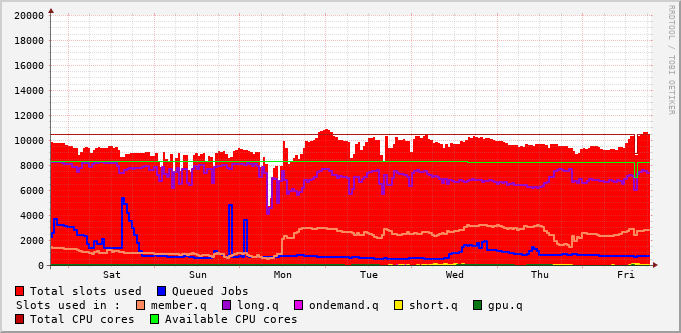 20000
18000
16000
14000
12000
10000
8000
6000
4000
2000
0
Sat Sun Mon Tue Wed Thu Fri
RRDTOOL / TOBI OETIKER
Total slots used Queued Jobs
Slots used in : member.q long.q ondemand.q short.q gpu.q
Total CPU cores Available CPU cores